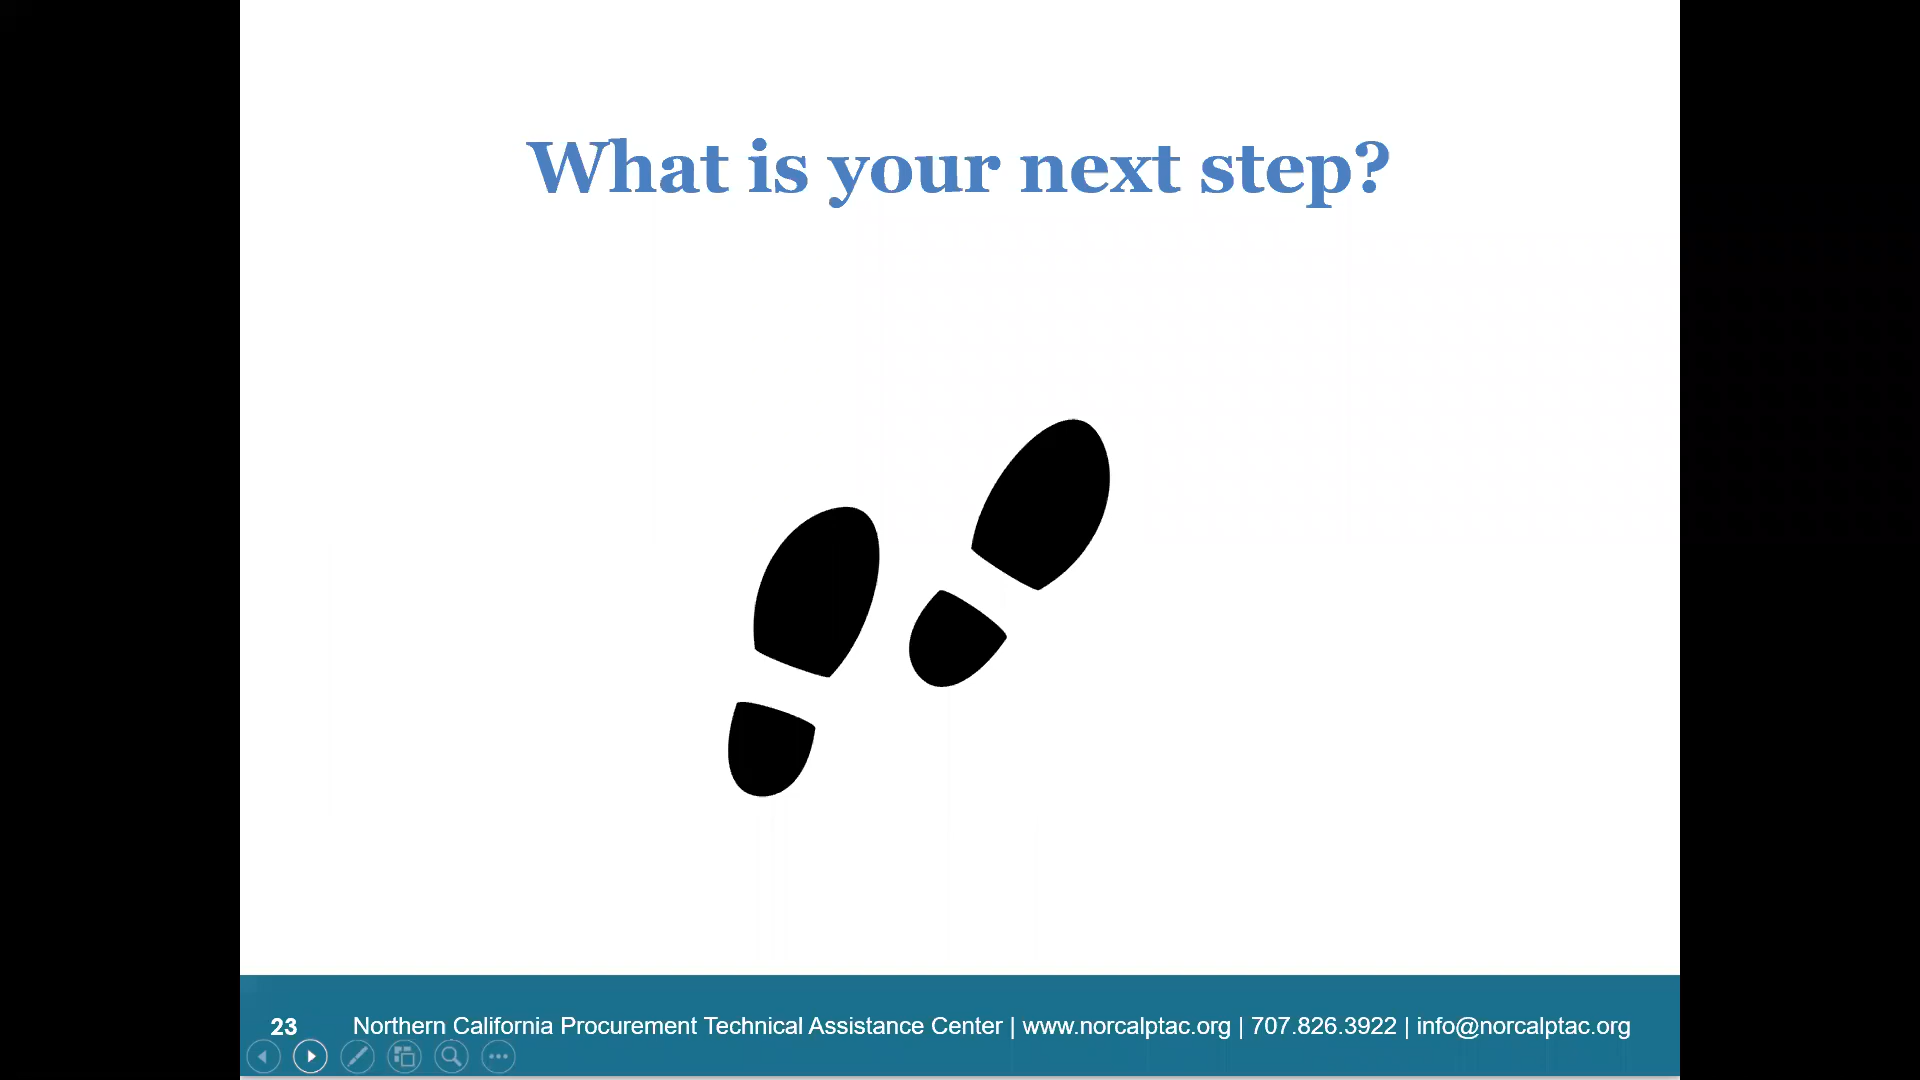 What is your next step?
23 Northern California Procurement Technical Assistance Center | www.norcalptac.org | 707.826.3922 | info@norcalptac.org